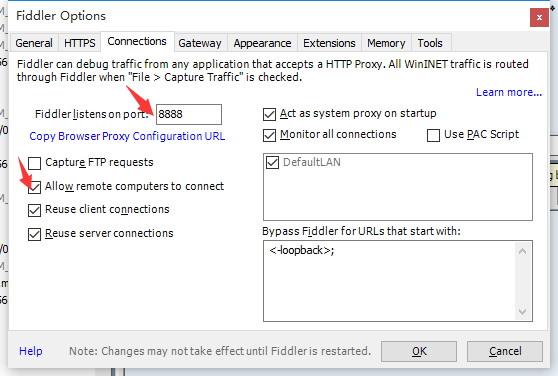 Fiddler Options
General HTTPS Connections Gateway Appearance Extensions Memory Tools
Fiddler can debug traffic from any application that accepts a HTTP Proxy. All WinINET traffic is routed
through Fiddler when "File > Capture Traffic" is checked.
Learn more...
Fiddler listens on port: 8888
Copy Browser Proxy Configuration URL
Capture FTP requests
Allow remote computers to connect
Reuse client connections
Reuse server connections
Act as system proxy on startup
Monitor all connections Use PAC Script
DefaultLAN
Bypass Fiddler for URLs that start with:
<-loopback>;
Help Note: Changes may not take effect until Fiddler is restarted. OK Cancel